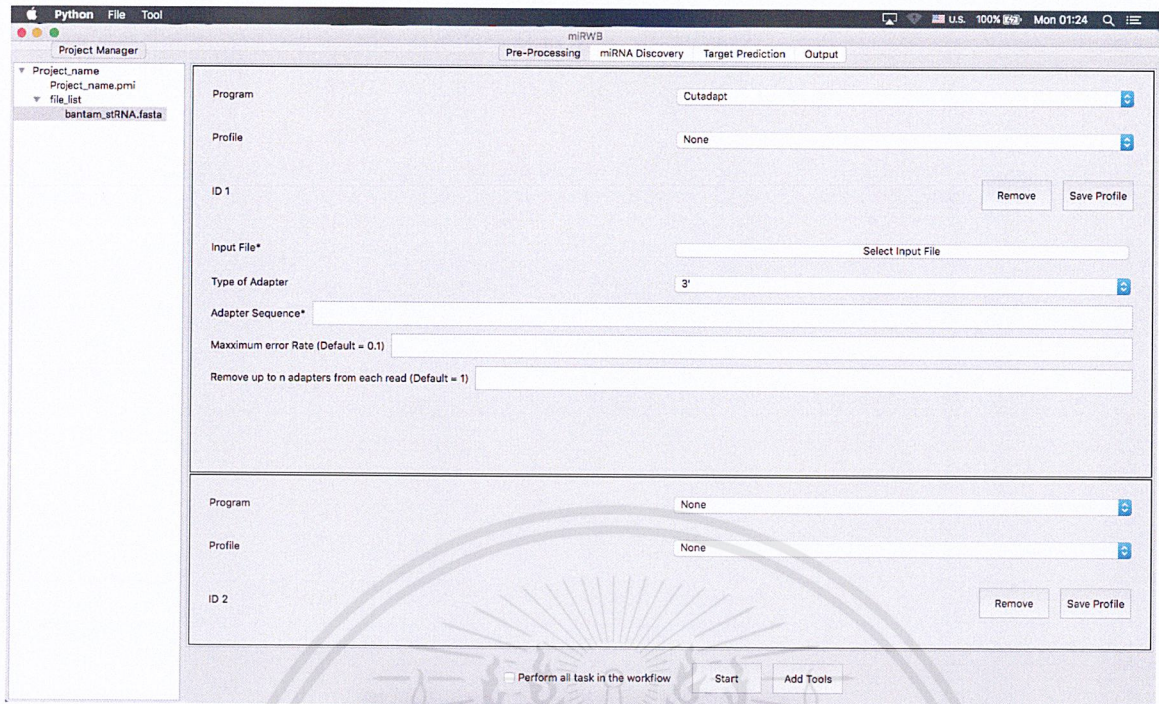 Python File Tool U.S. 100% Mon 01:24
miRWB
Project Manager
Pre-Processing miRNA Discovery Target Prediction Output
Project_name
Project_name.pmi
file_list
bantam_stRNA.fasta
Program Cutadapt
Profile None
ID 1 Remove Save Profile
Input File* Select Input File
Type of Adapter 3'
Adapter Sequence*
Maxximum error Rate (Default = 0.1)
Remove up to n adapters from each read (Default = 1)
Program None
Profile None
ID 2 Remove Save Profile
Perform all task in the workflow Start Add Tools